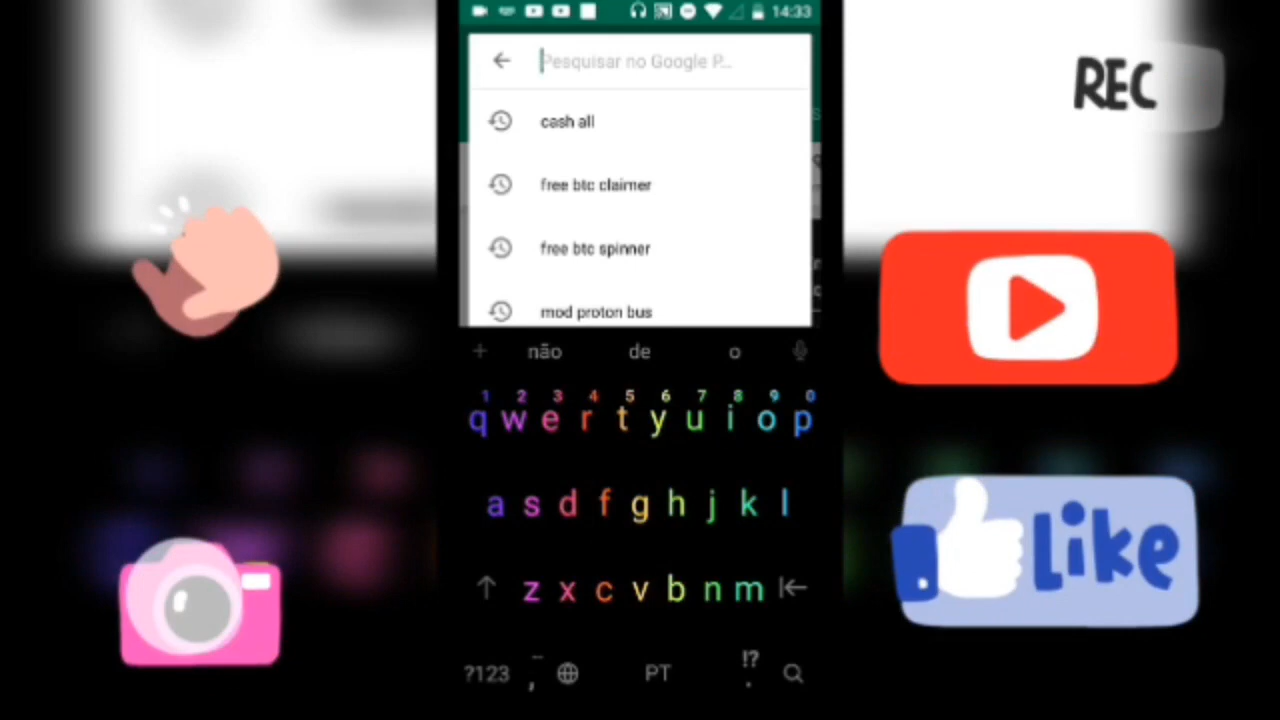 14:33
Pesquisar no Google P...
cash all
free btc claimer
free btc spinner
mod proton bus
não de o
1 2 3 4 5 6 7 8 9 0
q w e r t y u i o p
a s d f g h j k l
z x c v b n m
?123 , PT !? .
REC
Like